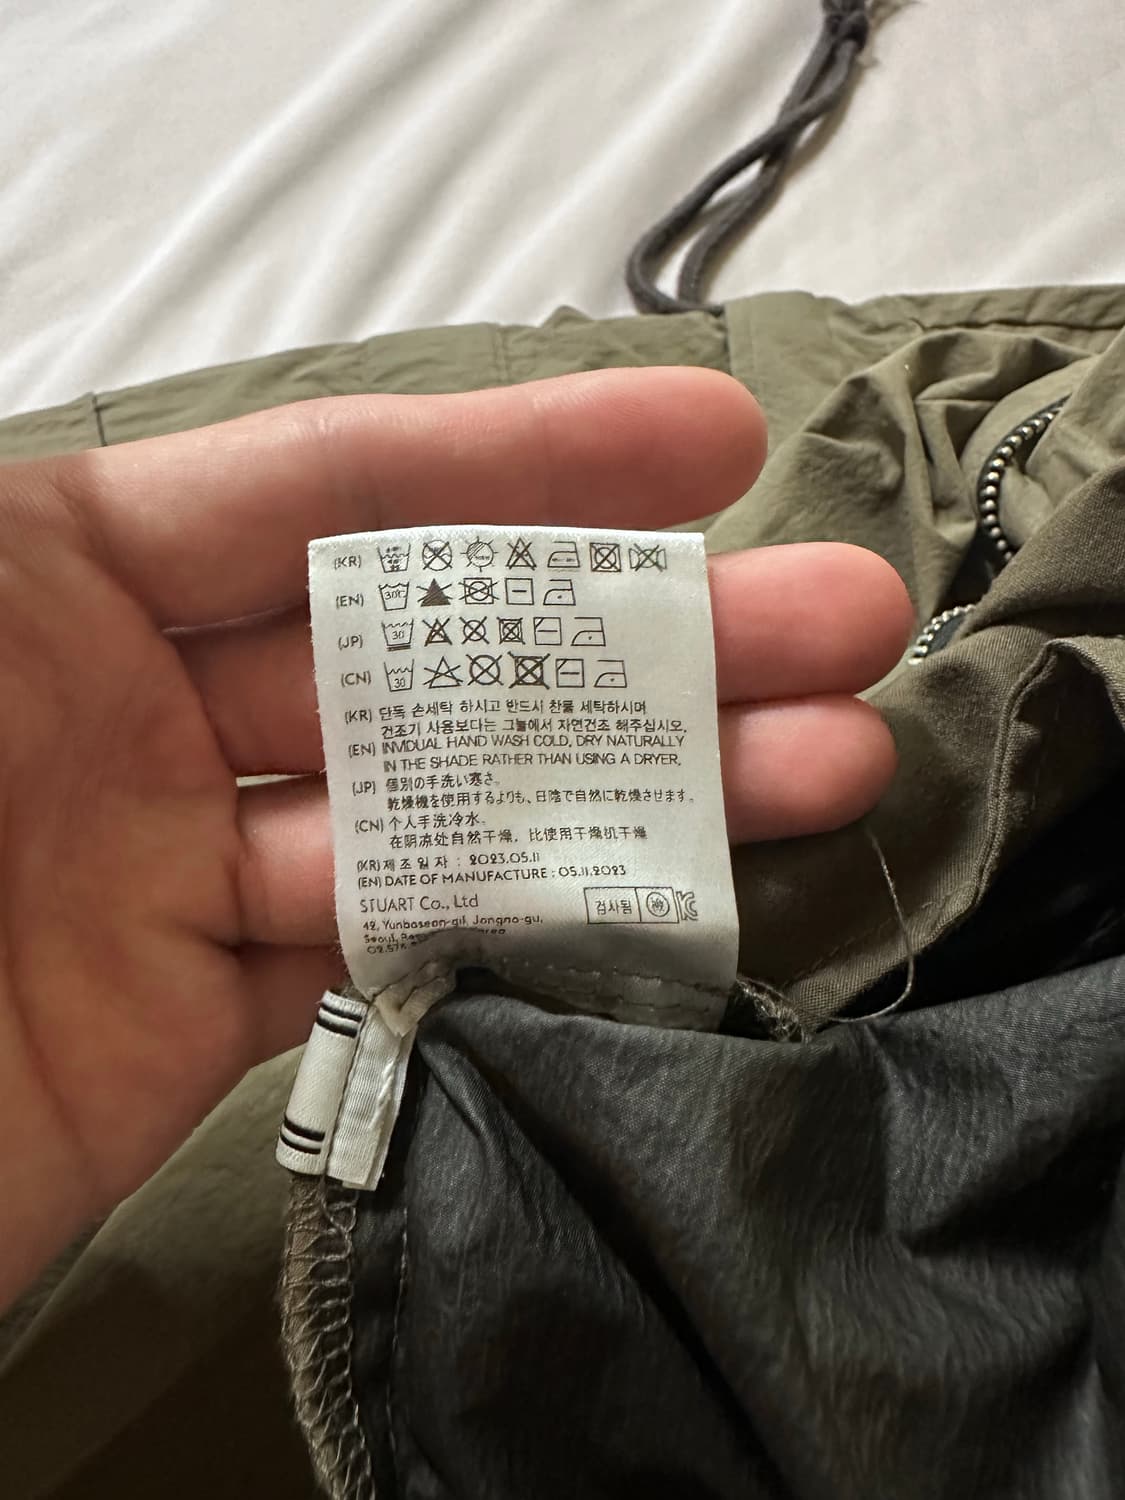 (KR)
(EN) 30℃
(JP) 30
(CN) 30
(KR) 단독 손세탁 하시고 반드시 찬물 세탁하시며
건조기 사용보다는 그늘에서 자연건조 해주십시오.
(EN) INVIDUAL HAND WASH COLD, DRY NATURALLY
IN THE SHADE RATHER THAN USING A DRYER.
(JP) 個別の手洗い寒さ。
乾燥機を使用するよりも、日陰で自然に乾燥させます。
(CN) 个人手洗冷水。
在阴凉处自然干燥，比使用干燥机干燥
(KR) 제 조 일 자 : 2023.05.11
(EN) DATE OF MANUFACTURE : 05.11.2023
STUART Co., Ltd
검사됨
42, Yunboseon-gil, Jongno-gu,
Seoul,
02.576